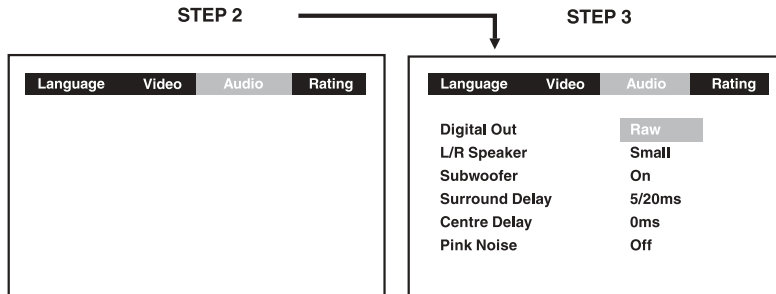 STEP 2
STEP 3
Language Video Audio Rating
Language Video Audio Rating
Digital Out Raw
L/R Speaker Small
Subwoofer On
Surround Delay 5/20ms
Centre Delay 0ms
Pink Noise Off